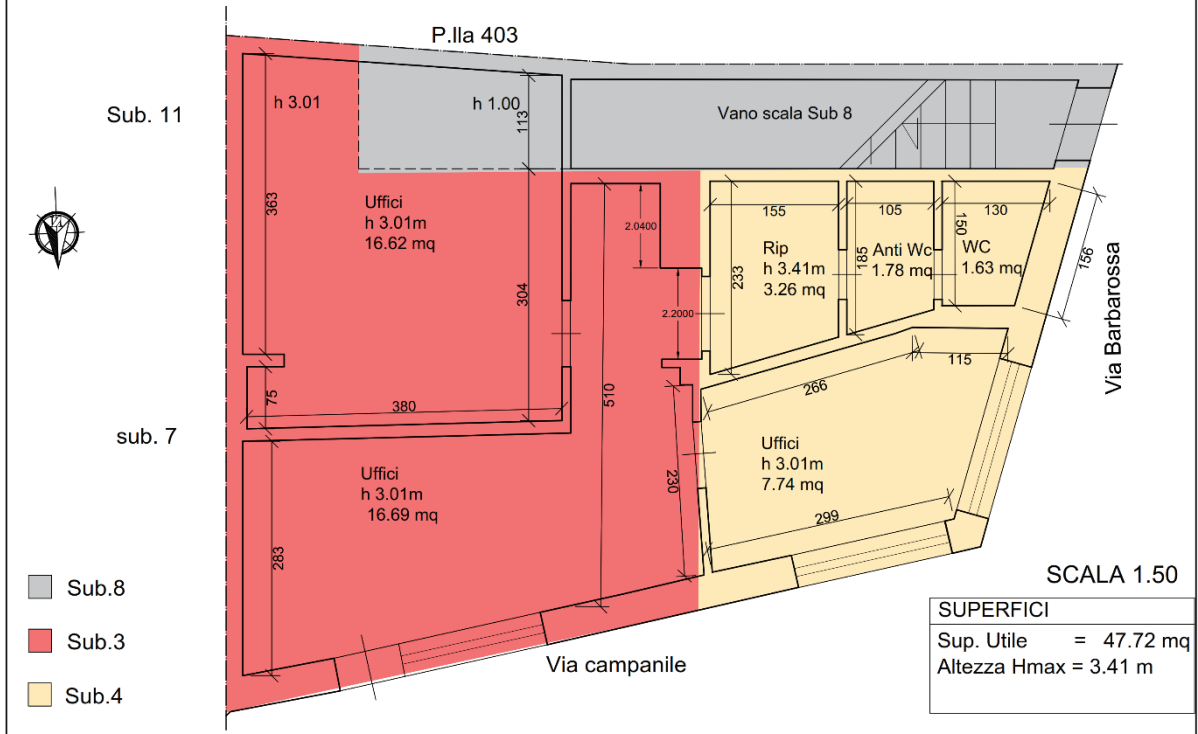 P.lla 403
Sub. 11
h 3.01
h 1.00
113
Vano scala Sub 8
363
Uffici
h 3.01m
16.62 mq
2.0400
155
105
130
150
185
156
Rip
h 3.41m
3.26 mq
Anti Wc
1.78 mq
WC
1.63 mq
233
304
2.2000
Via Barbarossa
75
380
510
266
115
sub. 7
Uffici
h 3.01m
16.69 mq
230
Uffici
h 3.01m
7.74 mq
299
283
Sub.8
Sub.3
Sub.4
Via campanile
SCALA 1.50
SUPERFICI
Sup. Utile = 47.72 mq
Altezza Hmax = 3.41 m